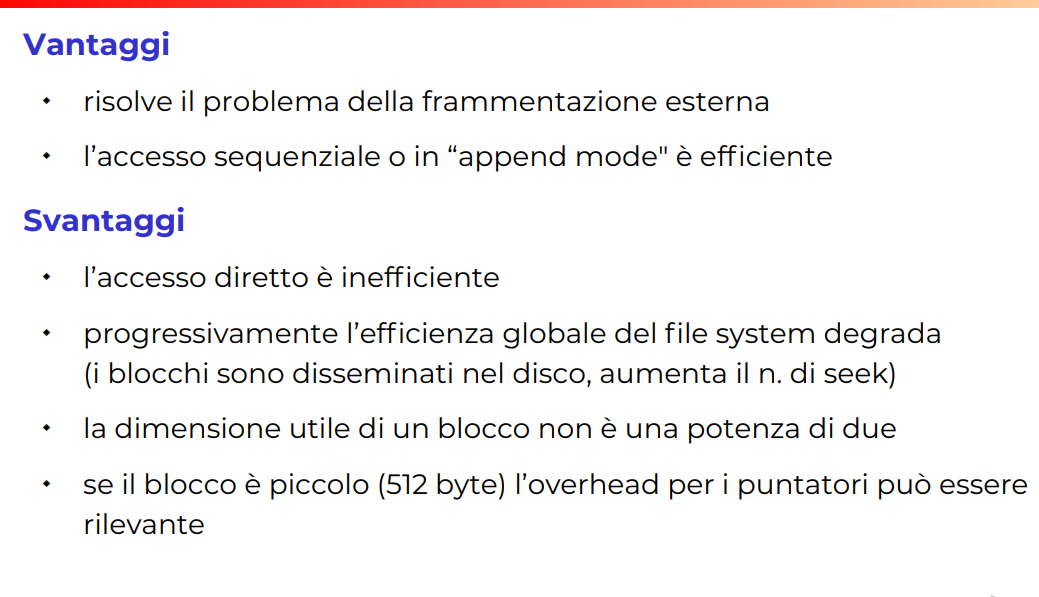 Vantaggi
• risolve il problema della frammentazione esterna
• l’accesso sequenziale o in “append mode" è efficiente
Svantaggi
• l’accesso diretto è inefficiente
• progressivamente l’efficienza globale del file system degrada
(i blocchi sono disseminati nel disco, aumenta il n. di seek)
• la dimensione utile di un blocco non è una potenza di due
• se il blocco è piccolo (512 byte) l’overhead per i puntatori può essere
rilevante